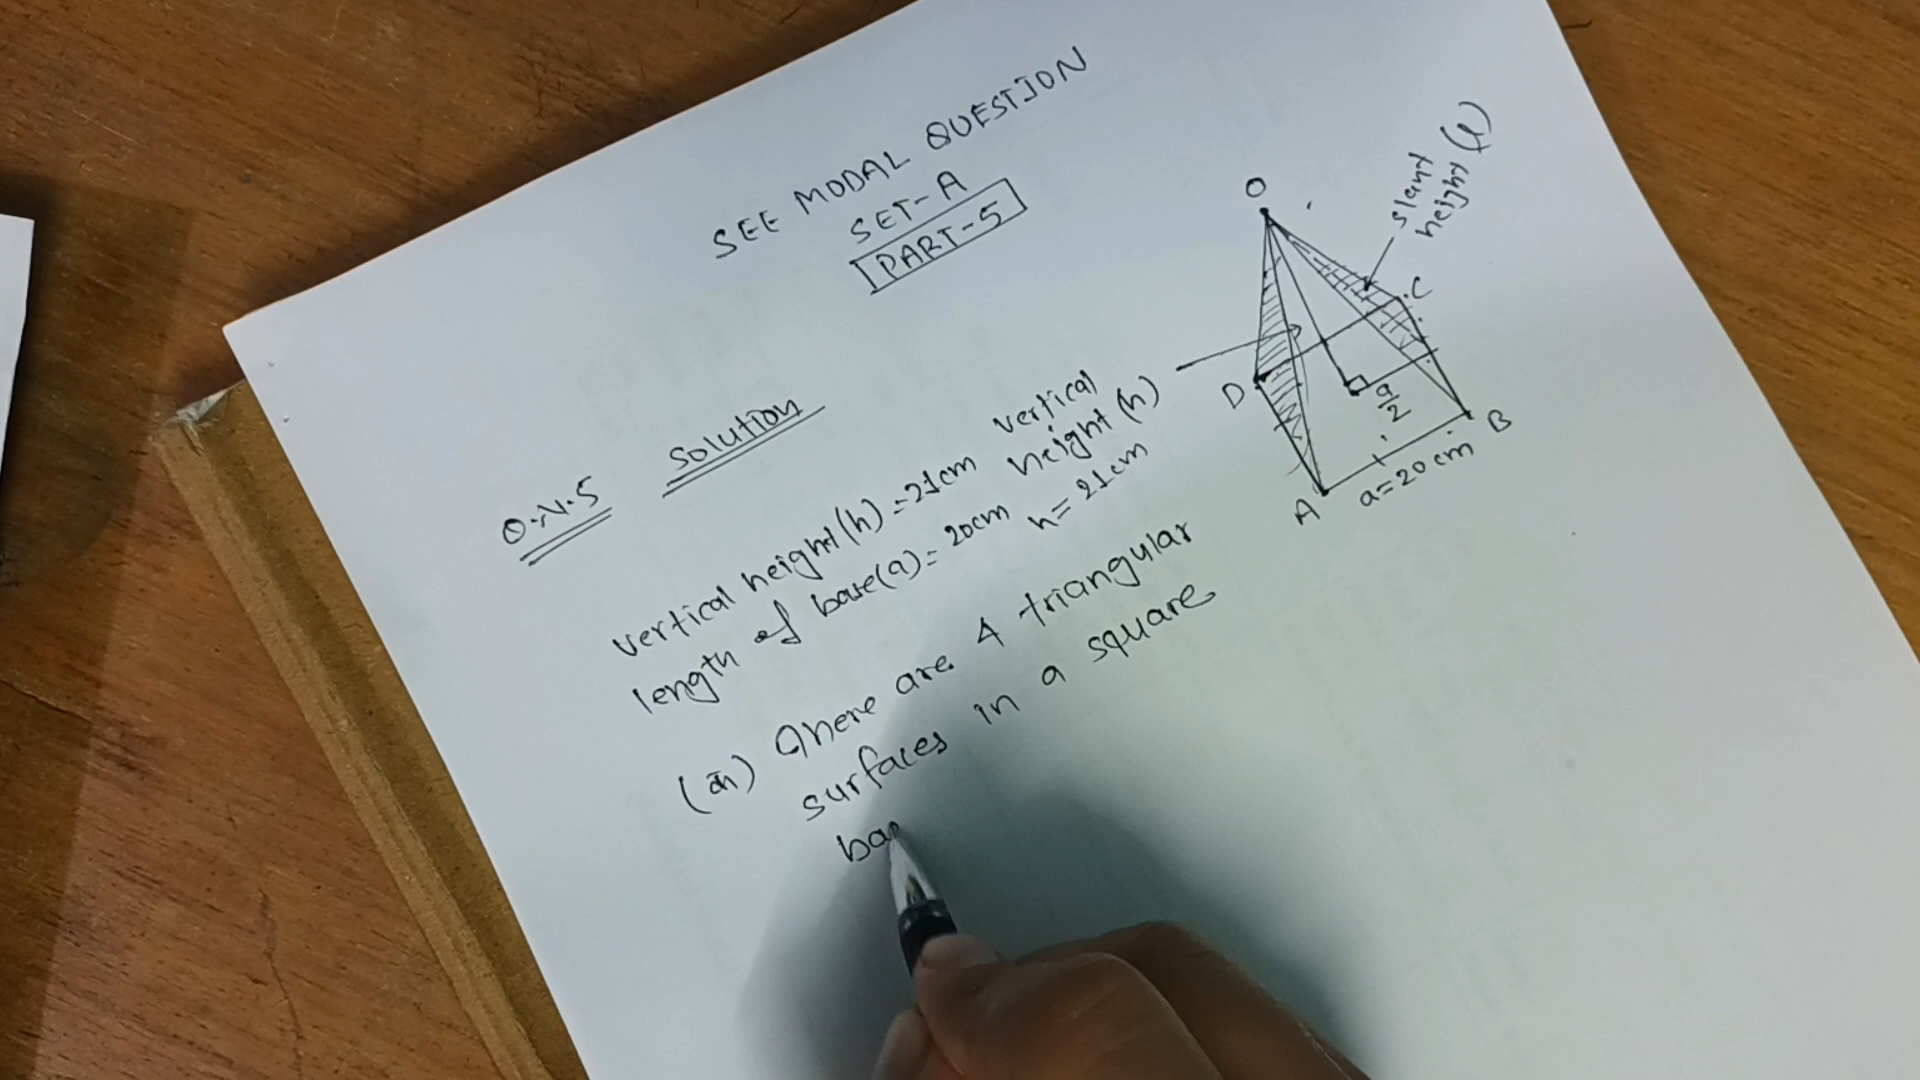 SEE MODAL QUESTION
SET-A
PART-5
Q.N.5
Solution
vertical height (h) = 21cm
length of base (a) = 20cm
vertical
height (h)
h = 21cm
O
slant
height (l)
C
D
a/2
B
A
a = 20 cm
There are 4 triangular
surfaces in a square
ba